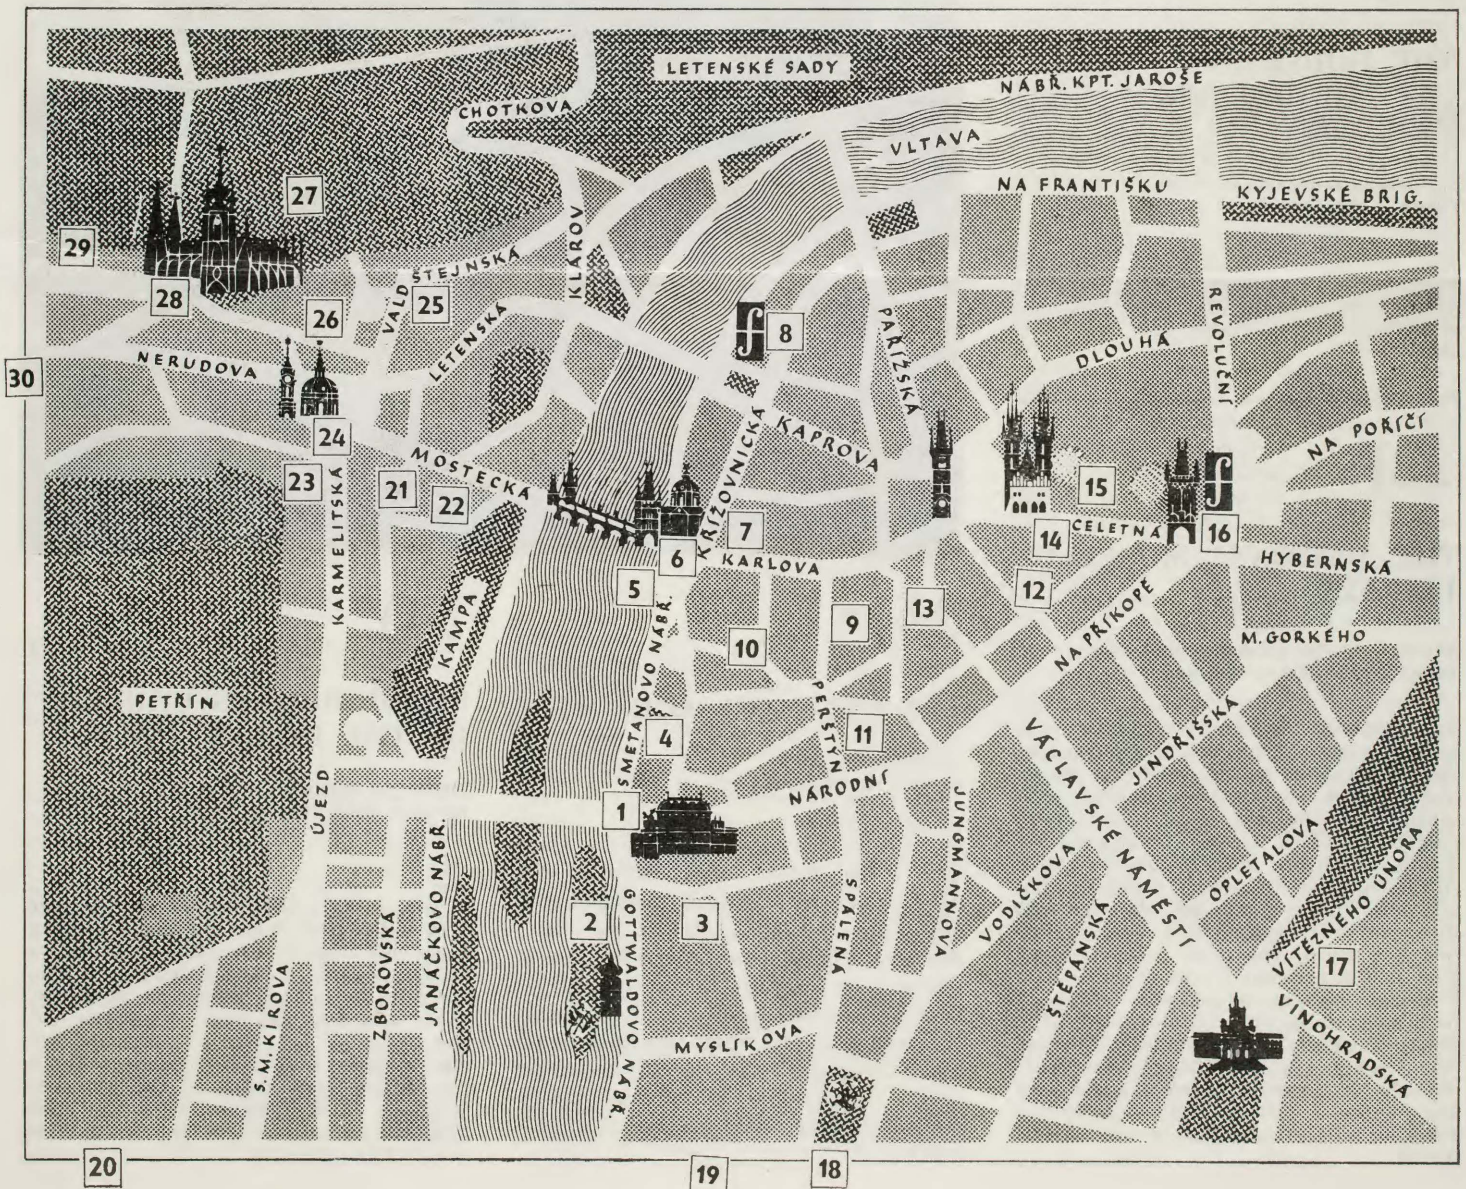 LETENSKÉ SADY
NÁBŘ. KPT. JAROŠE
CHOTKOVA
VLTAVA
NA FRANTIŠKU
KYJEVSKÉ BRIG.
27
29
KLÁROV
VALDŠTEJNSKÁ
28
25
26
REVOLUČNÍ
f
8
PAŘÍŽSKÁ
DLOUHÁ
LETENSKÁ
NERUDOVA
30
24
MOSTECKÁ
KŘÍŽOVNICKÁ
KAPROVA
NA POŘÍČÍ
23
21
22
15
f
KARMELITSKÁ
7
14
CELETNÁ
16
6
KARLOVA
HYBERNSKÁ
5
12
13
KAMPA
SMETANOVO NÁBŘ.
9
NA PŘÍKOPĚ
10
M. GORKÉHO
PETŘÍN
PERŠTÝN
4
11
VÁCLAVSKÉ NÁMĚSTÍ
JINDŘIŠSKÁ
ÚJEZD
1
NÁRODNÍ
JUNGMANNOVA
OPLETALOVA
VÍTĚZNÉHO ÚNORA
JANÁČKOVO NÁBŘ.
2
GOTTWALDOVO NÁBŘ.
3
SPÁLENÁ
VODIČKOVA
ŠTĚPÁNSKÁ
17
ZBOROVSKÁ
S. M. KIROVA
MYSLÍKOVA
VINOHRADSKÁ
20
19
18